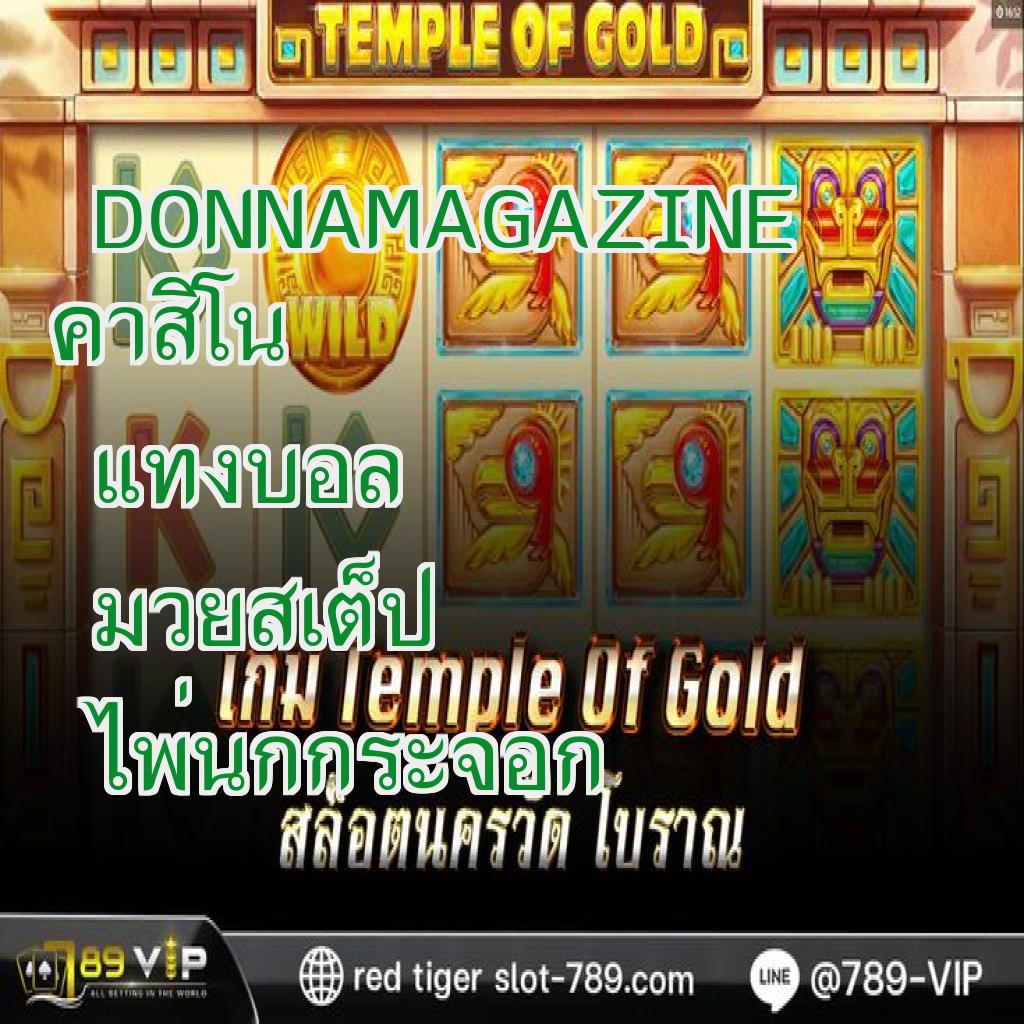 TEMPLE OF GOLD
DONNAMAGAZINE
WILD
คาสิโน
K
แทงบอล
มวยสเต็ป
เกม Temple Of Gold
ไพ่นกกระจอก
สล็อตนครวัด โบราณ
789 VIP
ALL BETTING IN THE WORLD
red tiger slot-789.com
LINE @789-VIP